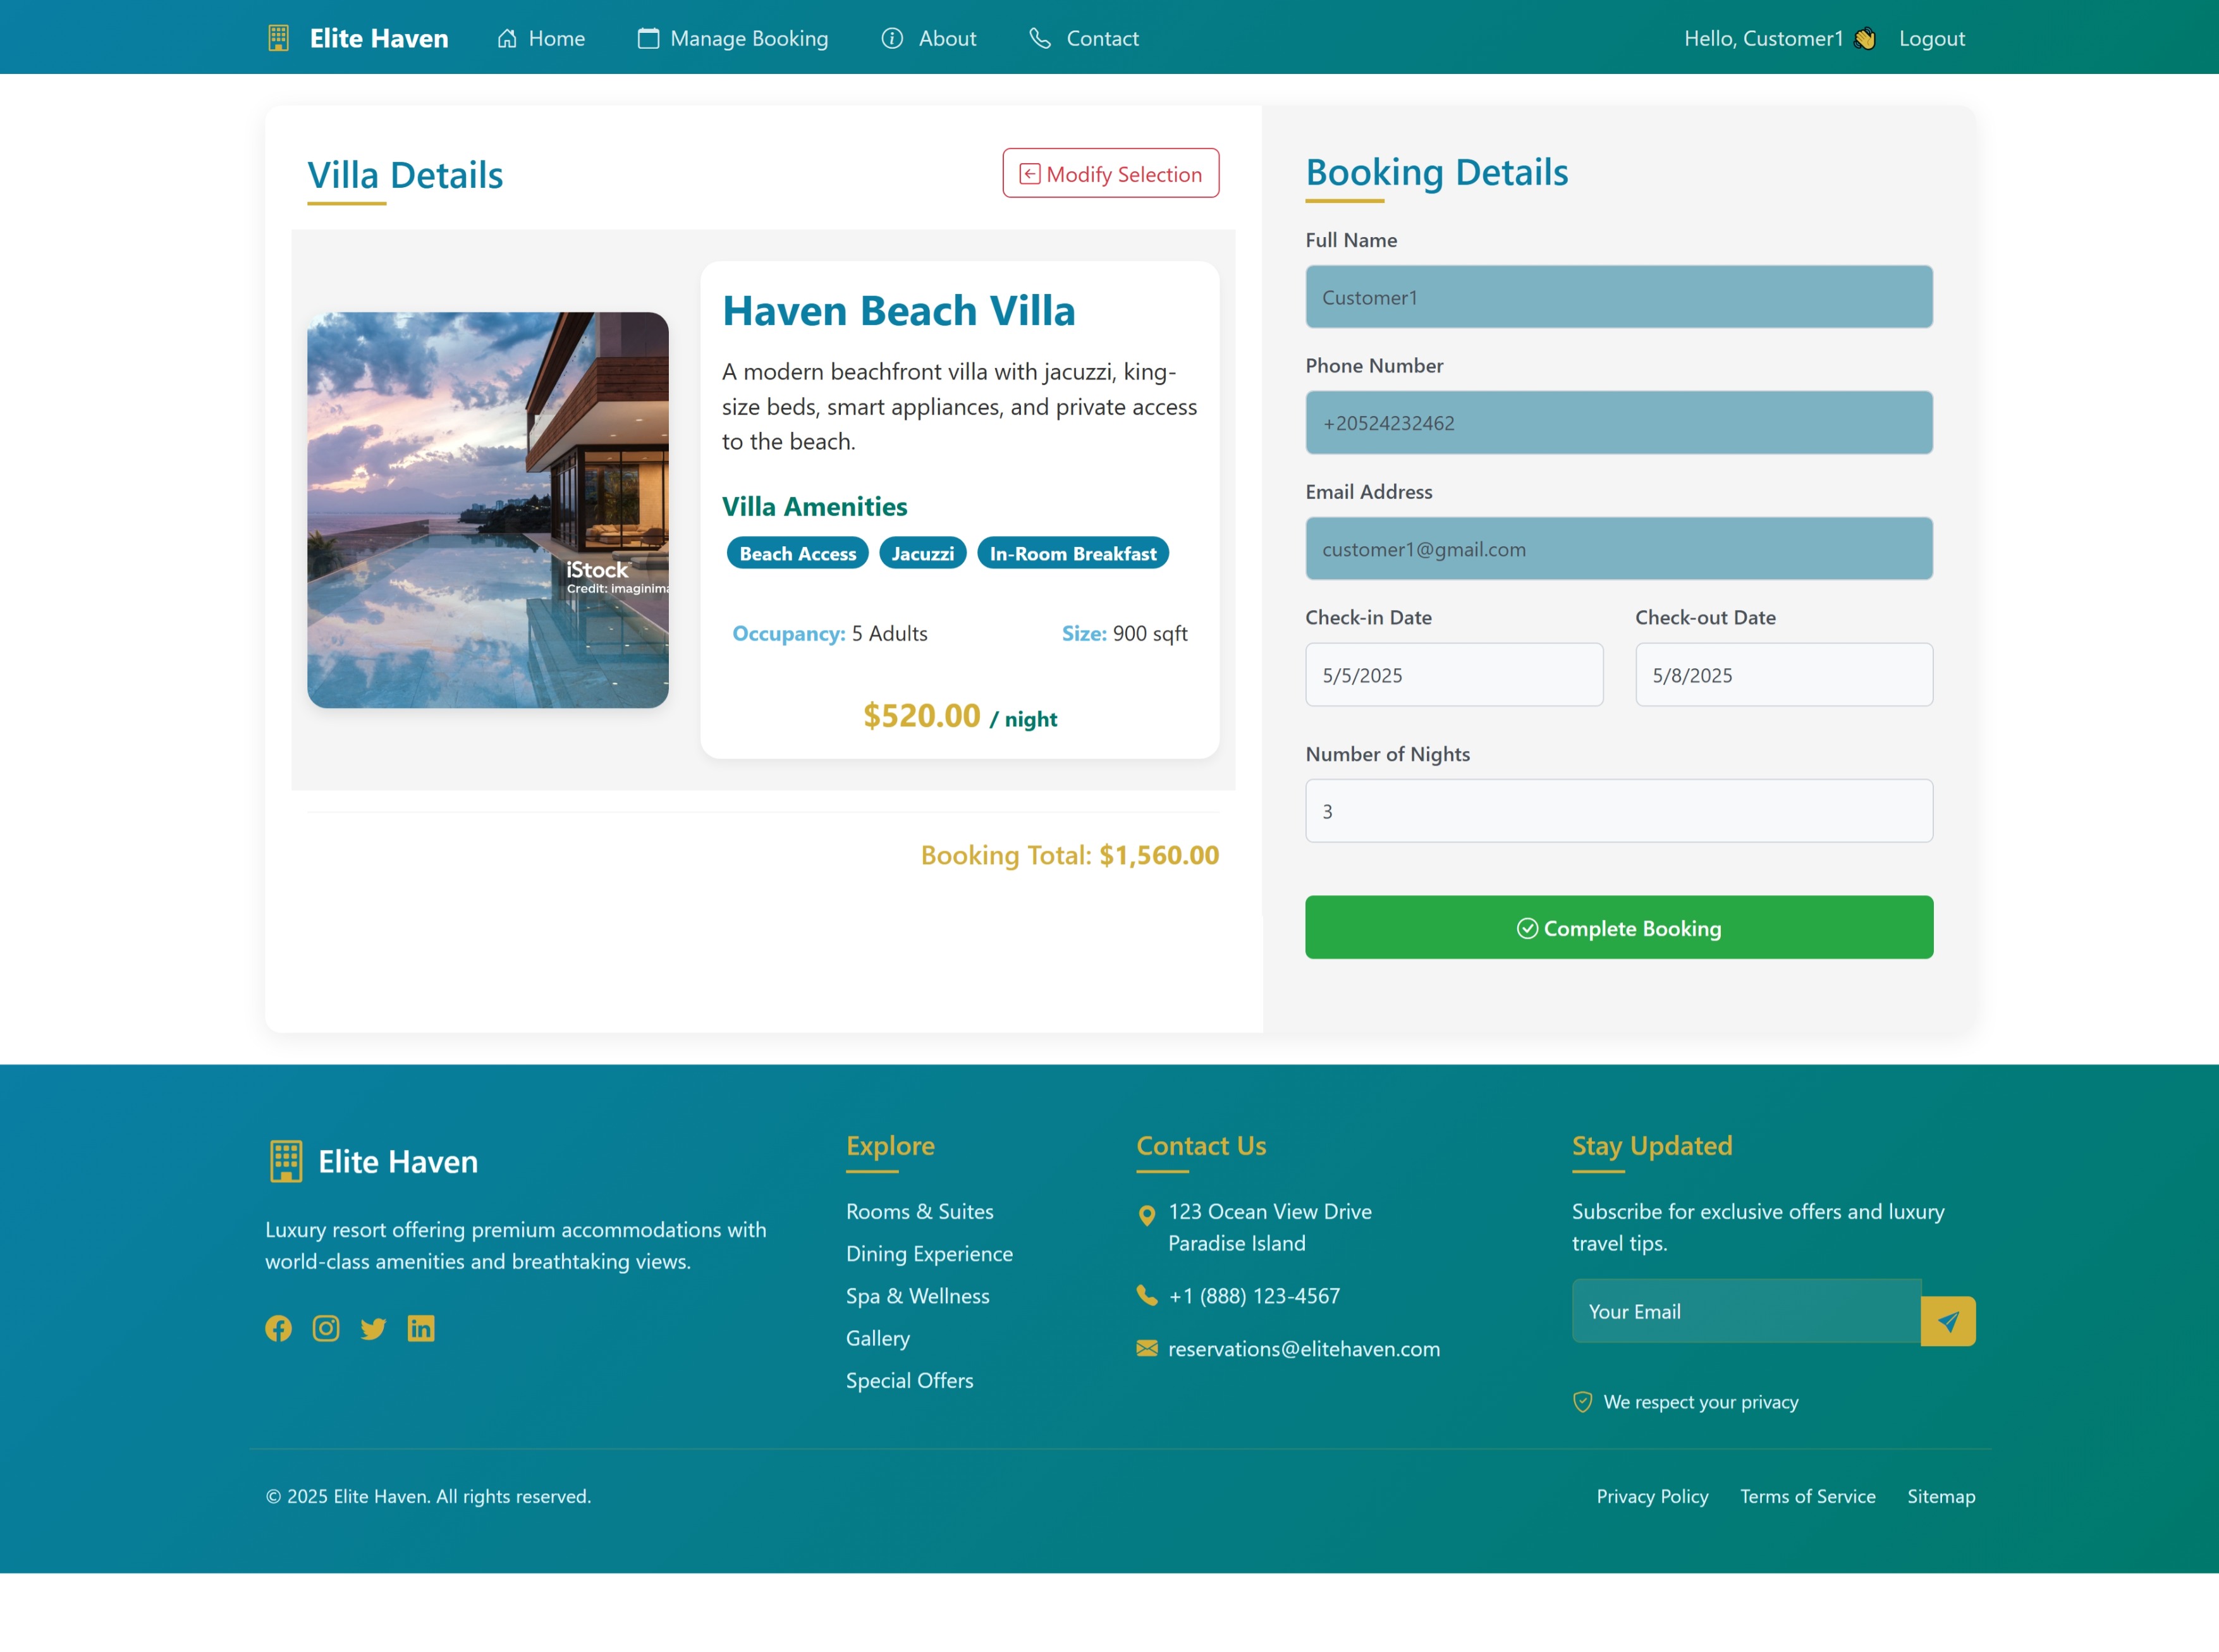 Elite Haven
Home
Manage Booking
About
Contact
Hello, Customer1 👋
Logout
Villa Details
Modify Selection
iStock
Credit: imaginima
Haven Beach Villa
A modern beachfront villa with jacuzzi, king-
size beds, smart appliances, and private access
to the beach.
Villa Amenities
Beach Access
Jacuzzi
In-Room Breakfast
Occupancy: 5 Adults
Size: 900 sqft
$520.00 / night
Booking Total: $1,560.00
Booking Details
Full Name
Customer1
Phone Number
+20524232462
Email Address
customer1@gmail.com
Check-in Date
Check-out Date
5/5/2025
5/8/2025
Number of Nights
3
Complete Booking
Elite Haven
Luxury resort offering premium accommodations with
world-class amenities and breathtaking views.
Explore
Rooms & Suites
Dining Experience
Spa & Wellness
Gallery
Special Offers
Contact Us
123 Ocean View Drive
Paradise Island
+1 (888) 123-4567
reservations@elitehaven.com
Stay Updated
Subscribe for exclusive offers and luxury
travel tips.
Your Email
We respect your privacy
© 2025 Elite Haven. All rights reserved.
Privacy Policy
Terms of Service
Sitemap